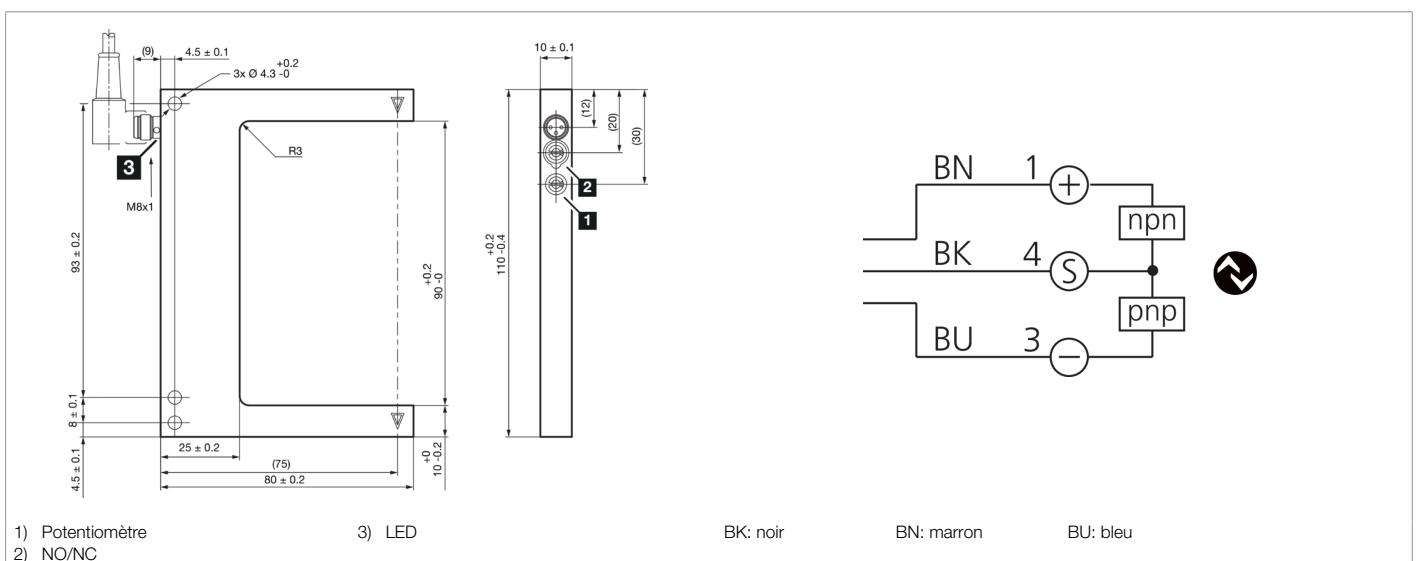 (9)
4.5 ± 0.1
+0.2
3x Ø 4.3 -0
10 ± 0.1
(12)
(20)
(30)
R3
3
M8x1
2
1
93 ± 0.2
+0.2
90 -0
+0.2
110 -0.4
8 ± 0.1
4.5 ± 0.1
25 ± 0.2
(75)
80 ± 0.2
+0
10 -0.2
BN 1 +
npn
BK 4 S
pnp
BU 3 −
1) Potentiomètre 3) LED BK: noir BN: marron BU: bleu
2) NO/NC